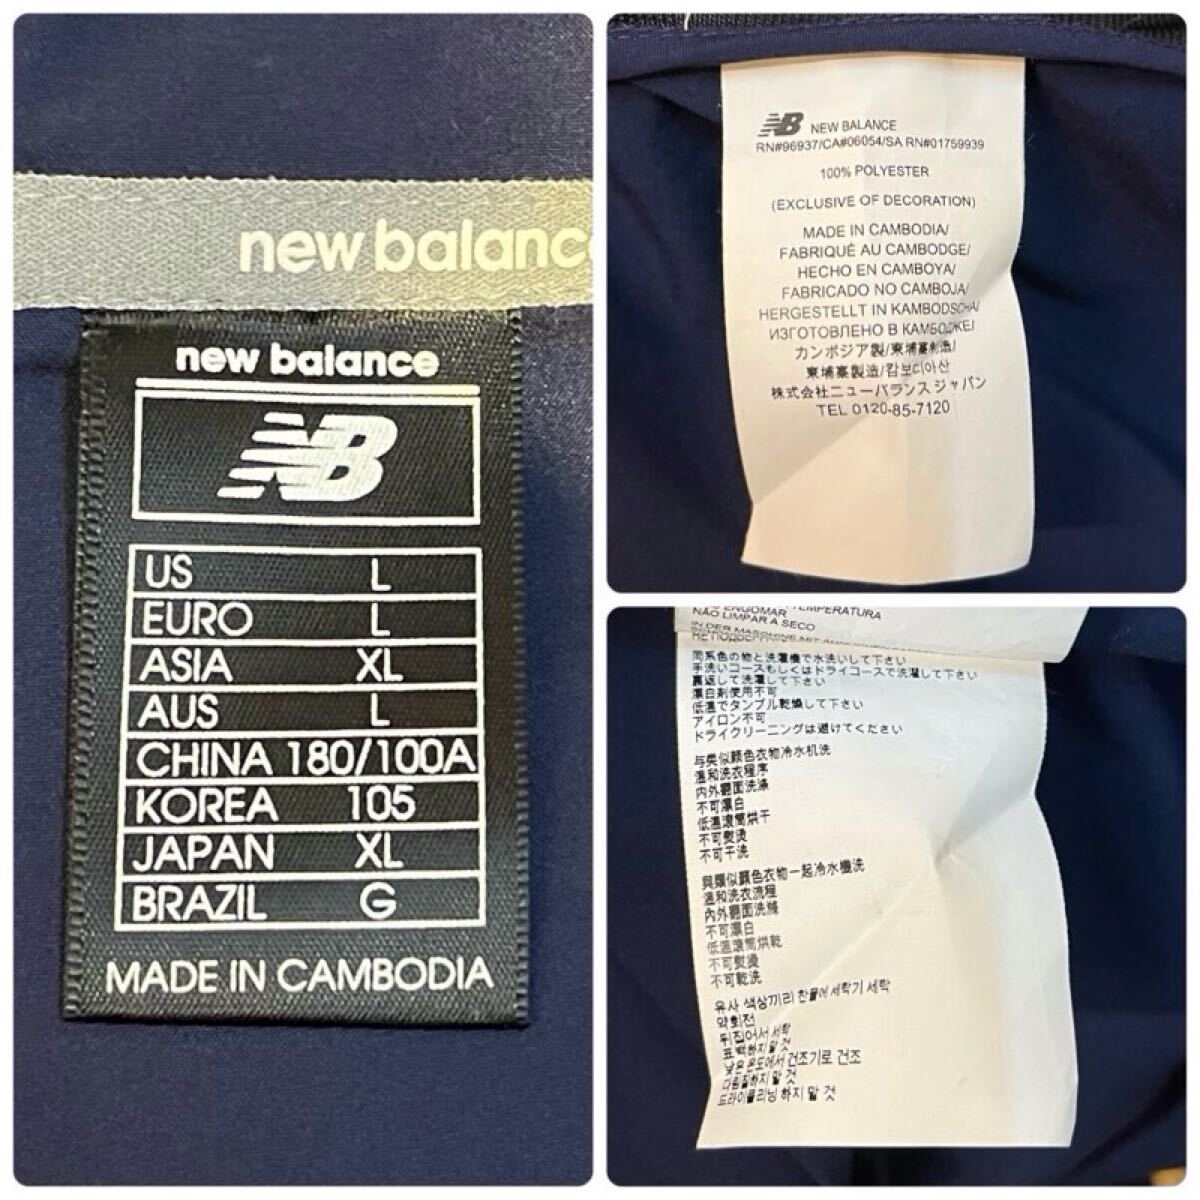 new balance
new balance
NB
US L
EURO L
ASIA XL
AUS L
CHINA 180/100A
KOREA 105
JAPAN XL
BRAZIL G
MADE IN CAMBODIA
NB NEW BALANCE
RN#96937/CA#06054/SA RN#01759939
100% POLYESTER
(EXCLUSIVE OF DECORATION)
MADE IN CAMBODIA/
FABRIQUÉ AU CAMBODGE/
HECHO EN CAMBOYA/
FABRICADO NO CAMBOJA/
HERGESTELLT IN KAMBODSCHA/
ИЗГОТОВЛЕНО В КАМБОДЖЕ/
カンボジア製/柬埔寨制造/
柬埔寨製造/캄보디아산
株式会社ニューバランスジャパン
TEL 0120-85-7120
ENGOMAR TEMPERATURA
NÃO LIMPAR A SECO
IN DER MASCHINE MIT
同系色の物と洗濯機で水洗いして下さい
手洗いコースもしくはドライコースで洗濯して下さい
裏返して洗濯して下さい
漂白剤使用不可
低温でタンブル乾燥して下さい
アイロン不可
ドライクリーニングは避けてください
与类似颜色衣物冷水机洗
温和洗衣程序
内外翻面洗涤
不可漂白
低温滚筒烘干
不可熨烫
不可干洗
與類似顏色衣物一起冷水機洗
溫和洗衣流程
內外翻面洗滌
不可漂白
低溫滾筒烘乾
不可熨燙
不可乾洗
유사 색상끼리 찬물에 세탁기 세탁
약회전
뒤집어서 세탁
표백하지 말 것
낮은 온도에서 건조기로 건조
다림질하지 말 것
드라이클리닝 하지 말 것